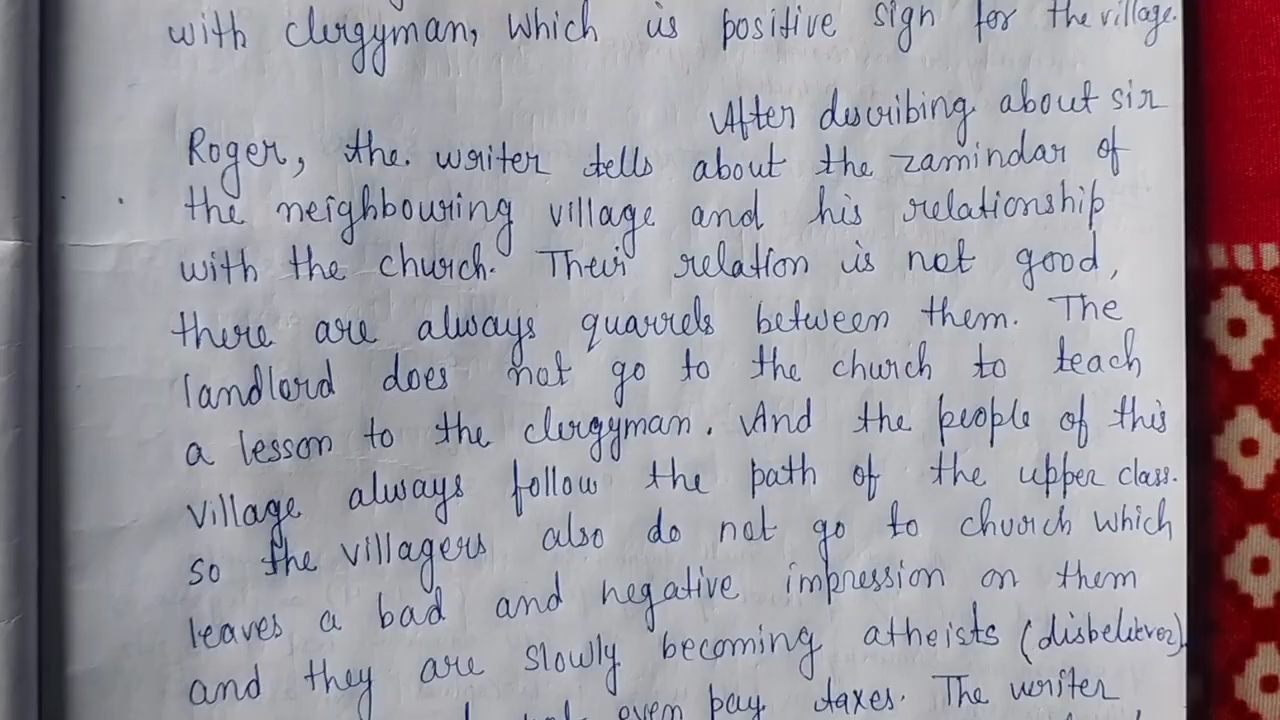 with clergyman, which is positive sign for the village.
After describing about sir
Roger, the writer tells about the zamindar of
the neighbouring village and his relationship
with the church. Their relation is not good,
there are always quarrels between them. The
landlord does not go to the church to teach
a lesson to the clergyman. And the people of this
village always follow the path of the upper class.
so the villagers also do not go to church which
leaves a bad and negative impression on them
and they are slowly becoming atheists (disbeliever)
even pay taxes. The writer